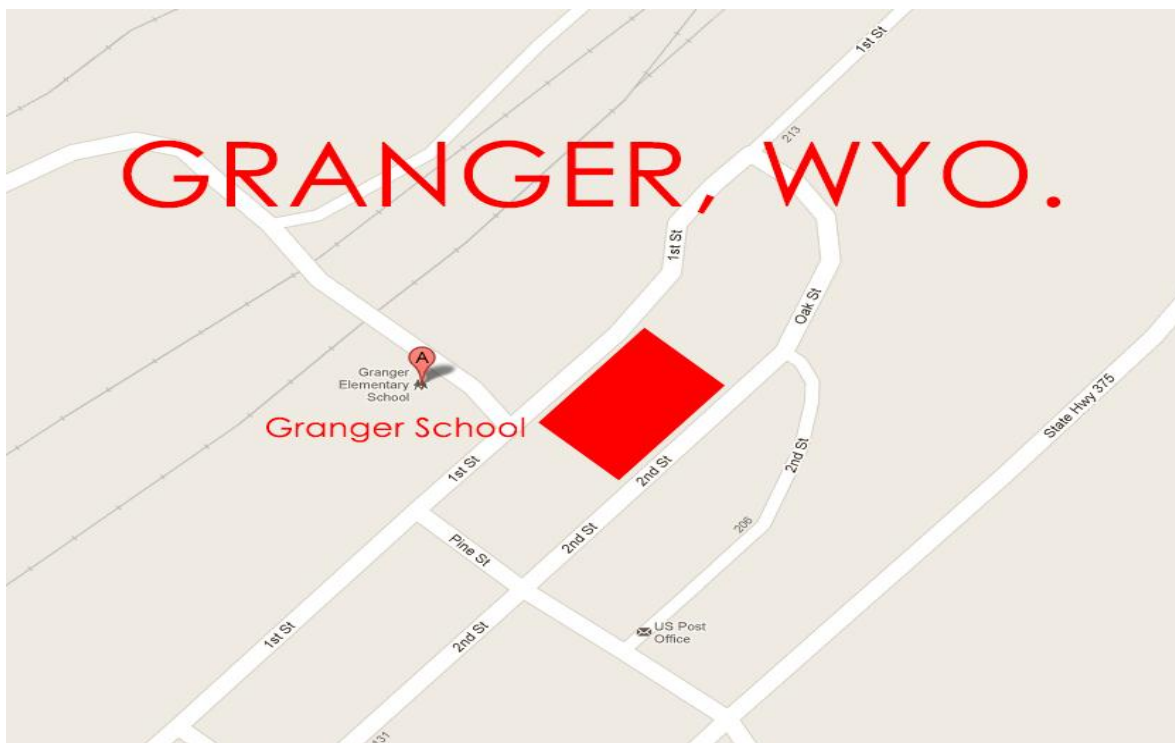 1st St
213
GRANGER, WYO.
1st St
Oak St
A
Granger
Elementary
School
State Hwy 375
Granger School
1st St
2nd St
2nd St
206
2nd St
Pine St
US Post
Office
1st St
2nd St